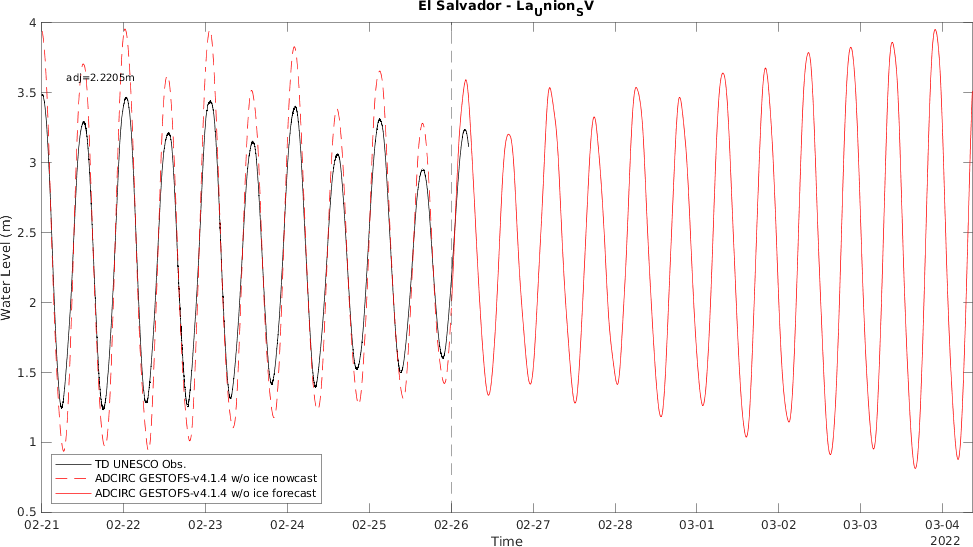 El Salvador - LaUnionSV
adj=2.2205m
Water Level (m)
4
3.5
3
2.5
2
1.5
1
0.5
TD UNESCO Obs.
ADCIRC GESTOFS-v4.1.4 w/o ice nowcast
ADCIRC GESTOFS-v4.1.4 w/o ice forecast
02-21 02-22 02-23 02-24 02-25 02-26 02-27 02-28 03-01 03-02 03-03 03-04
Time
2022